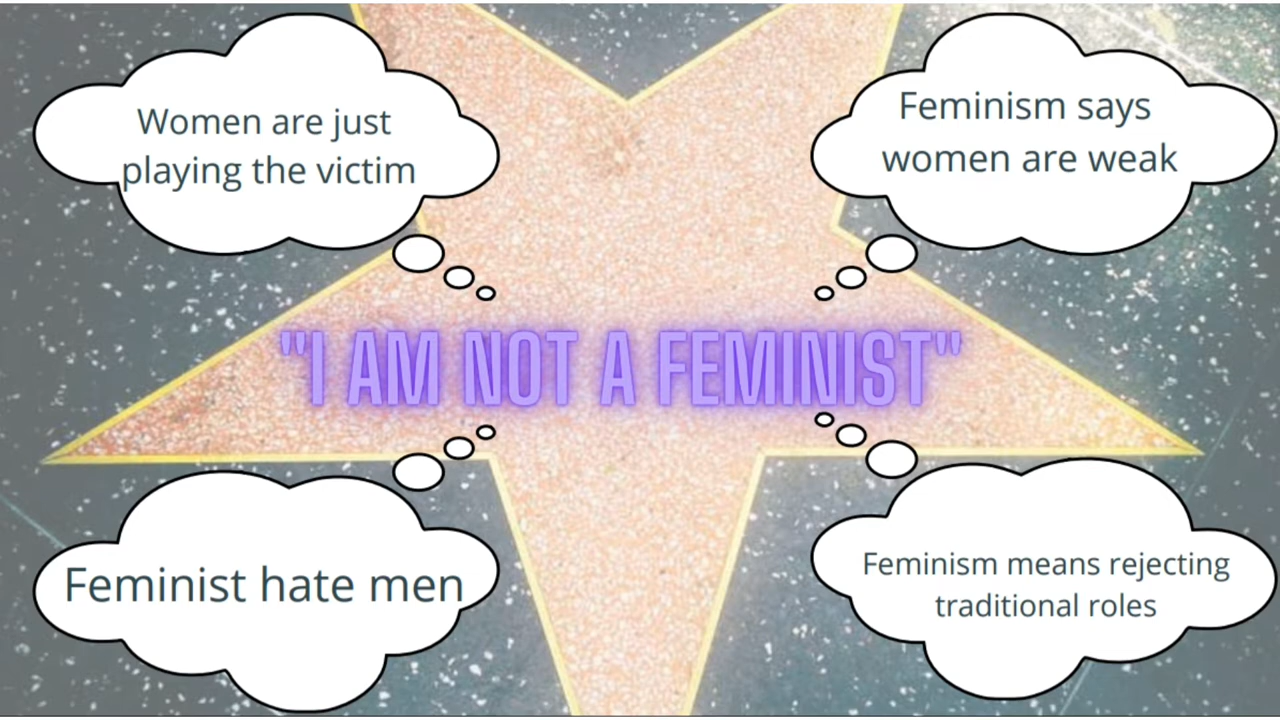 Women are just
playing the victim
Feminism says
women are weak
"I AM NOT A FEMINIST"
Feminist hate men
Feminism means rejecting
traditional roles